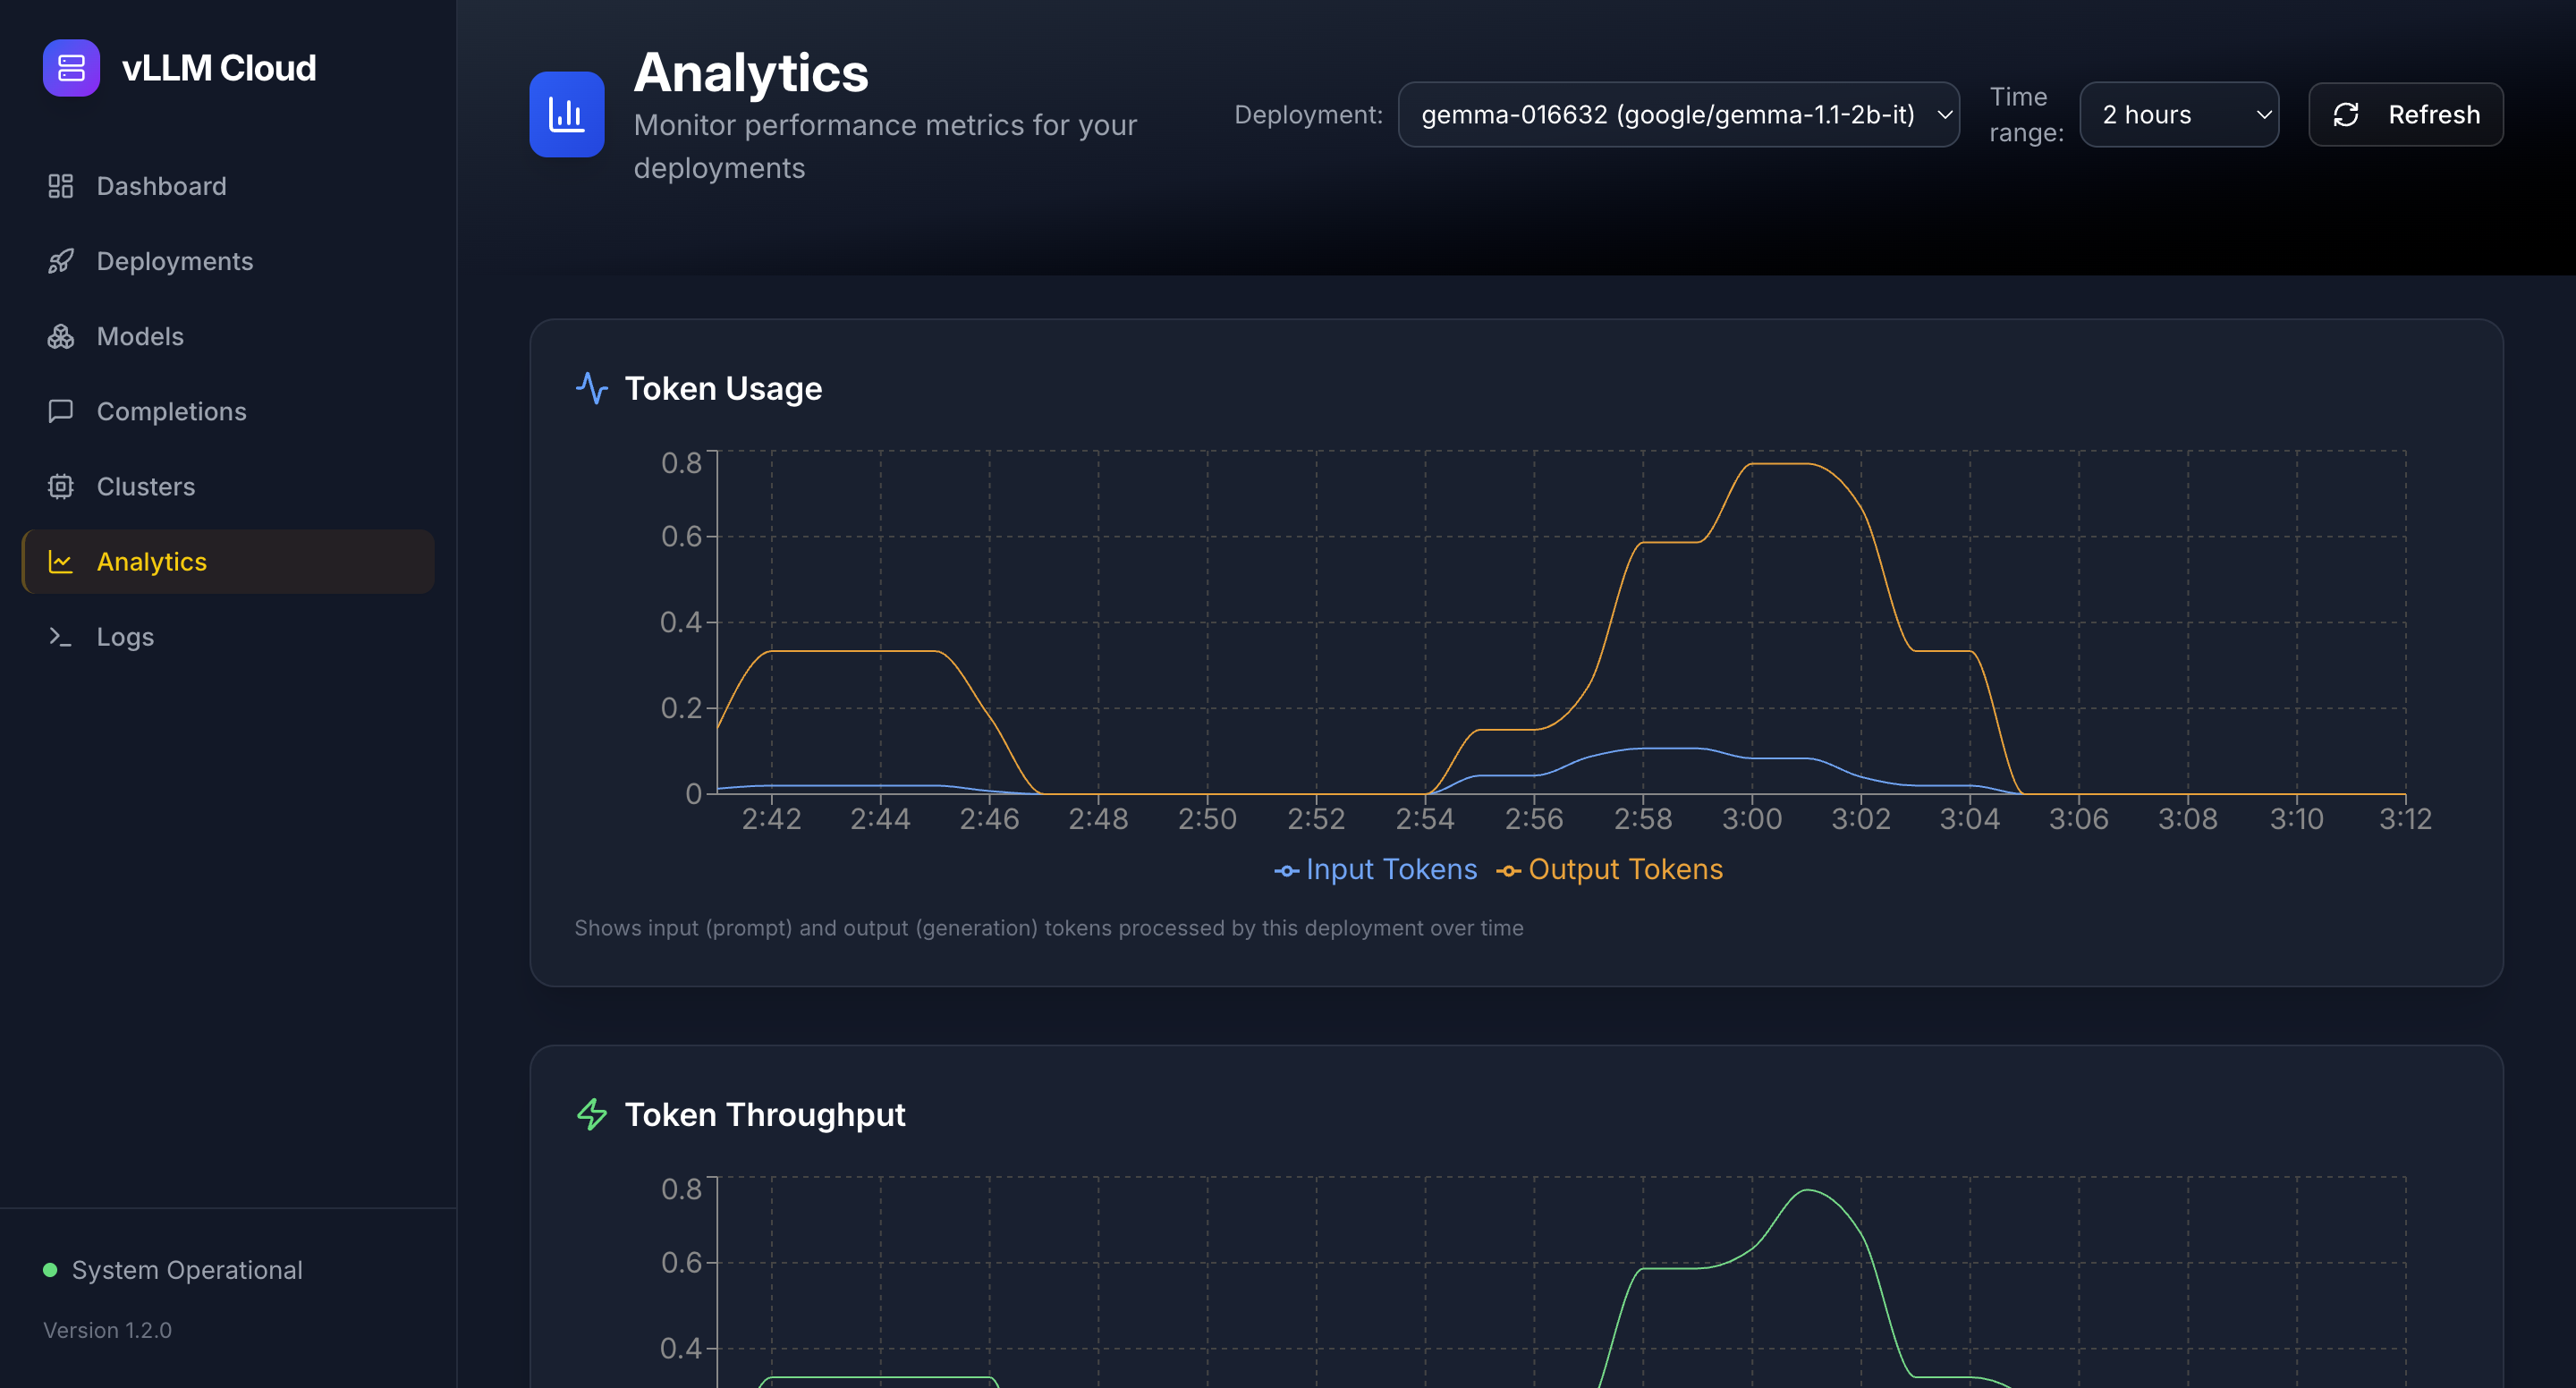 vLLM Cloud
Dashboard
Deployments
Models
Completions
Clusters
Analytics
Logs
System Operational
Version 1.2.0
Analytics
Monitor performance metrics for your
deployments
Deployment:
gemma-016632 (google/gemma-1.1-2b-it)
Time
range:
2 hours
Refresh
Token Usage
0.8
0.6
0.4
0.2
0
2:42 2:44 2:46 2:48 2:50 2:52 2:54 2:56 2:58 3:00 3:02 3:04 3:06 3:08 3:10 3:12
Input Tokens Output Tokens
Shows input (prompt) and output (generation) tokens processed by this deployment over time
Token Throughput
0.8
0.6
0.4